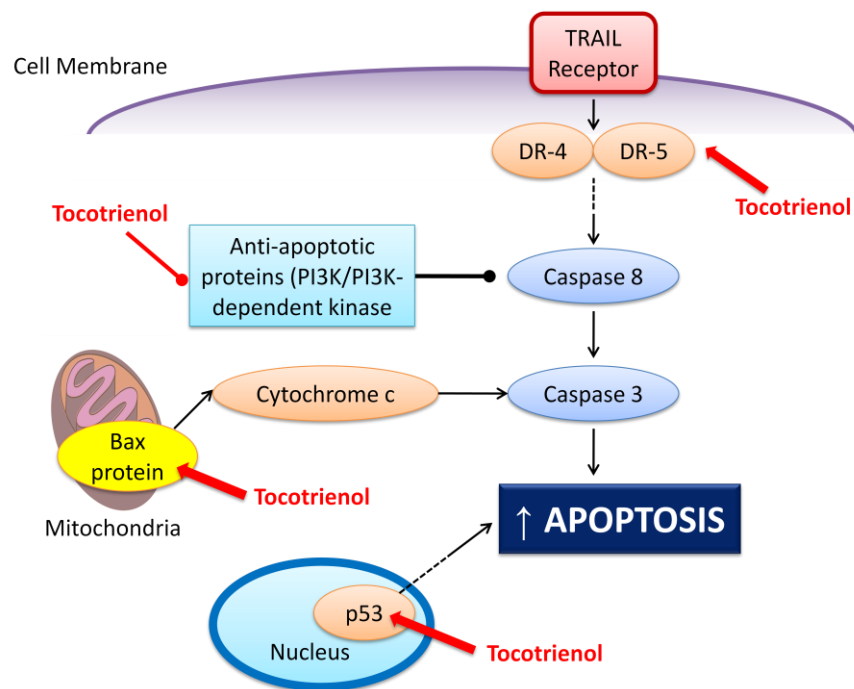 TRAIL
Receptor
Cell Membrane
DR-4
DR-5
Tocotrienol
Tocotrienol
Anti-apoptotic
proteins (PI3K/PI3K-
dependent kinase
Caspase 8
Cytochrome c
Caspase 3
Bax
protein
Tocotrienol
Mitochondria
↑ APOPTOSIS
p53
Nucleus
Tocotrienol